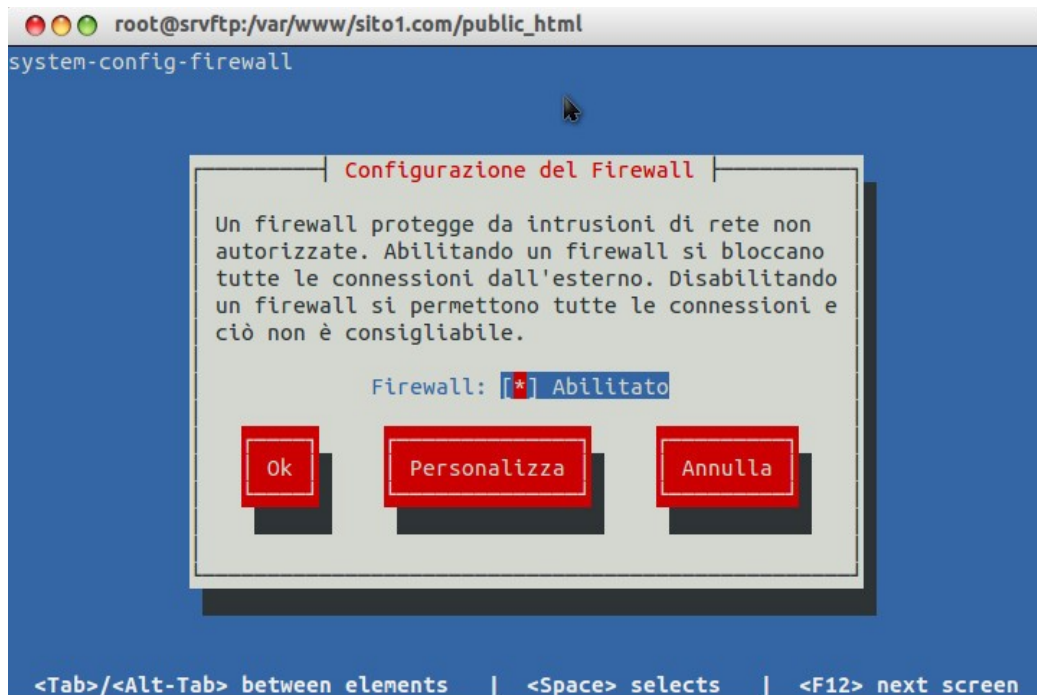 root@srvftp:/var/www/sito1.com/public_html
system-config-firewall
Configurazione del Firewall
Un firewall protegge da intrusioni di rete non
autorizzate. Abilitando un firewall si bloccano
tutte le connessioni dall'esterno. Disabilitando
un firewall si permettono tutte le connessioni e
ciò non è consigliabile.
Firewall: [*] Abilitato
Ok Personalizza Annulla
<Tab>/<Alt-Tab> between elements | <Space> selects | <F12> next screen